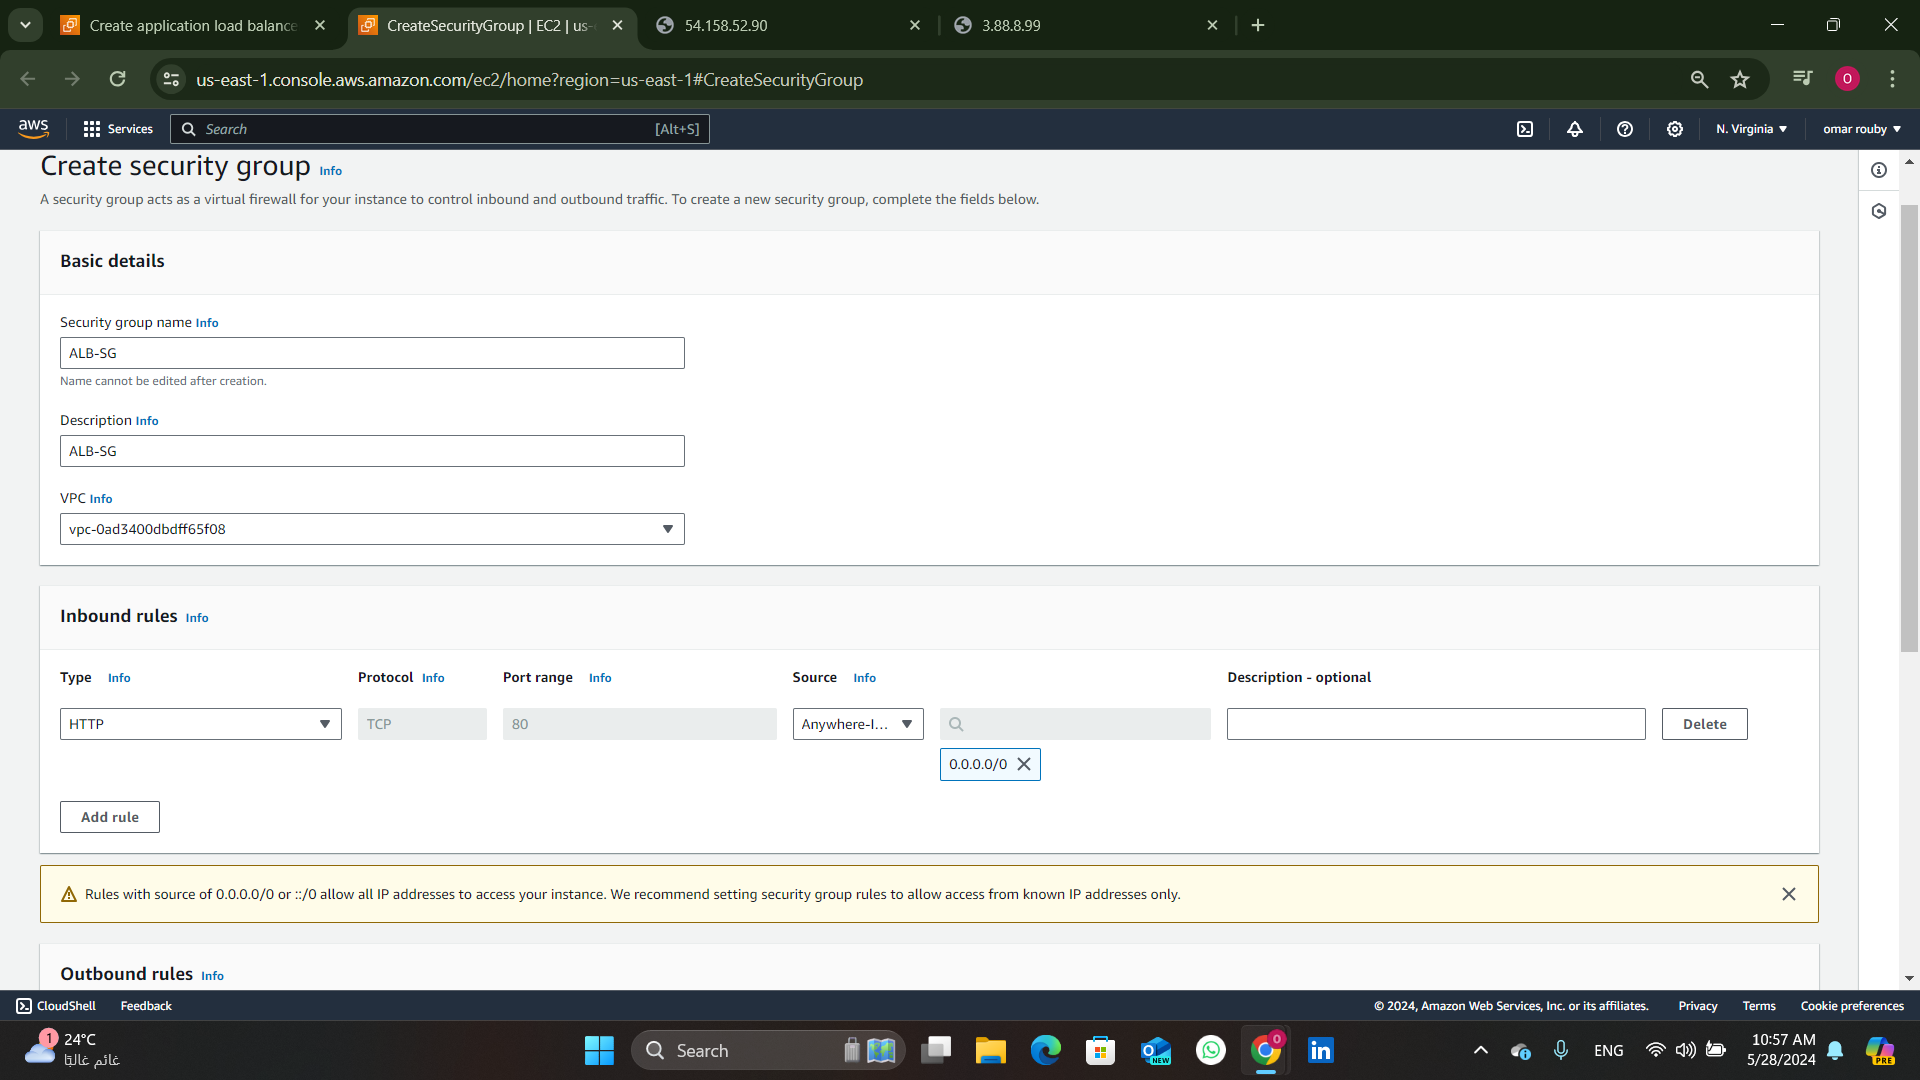 Create application load balance
CreateSecurityGroup | EC2 | us-
54.158.52.90
3.88.8.99
us-east-1.console.aws.amazon.com/ec2/home?region=us-east-1#CreateSecurityGroup
O
aws
Services
Search
[Alt+S]
N. Virginia
omar rouby
Create security group Info
A security group acts as a virtual firewall for your instance to control inbound and outbound traffic. To create a new security group, complete the fields below.
Basic details
Security group name Info
ALB-SG
Name cannot be edited after creation.
Description Info
ALB-SG
VPC Info
vpc-0ad3400dbdff65f08
Inbound rules Info
Type Info Protocol Info Port range Info Source Info Description - optional
HTTP TCP 80 Anywhere-I... Delete
0.0.0.0/0
Add rule
Rules with source of 0.0.0.0/0 or ::/0 allow all IP addresses to access your instance. We recommend setting security group rules to allow access from known IP addresses only.
Outbound rules Info
CloudShell Feedback © 2024, Amazon Web Services, Inc. or its affiliates. Privacy Terms Cookie preferences
1 24°C
غائم غالبًا
Search
NEW
O
in
ENG
10:57 AM
5/28/2024
PRE